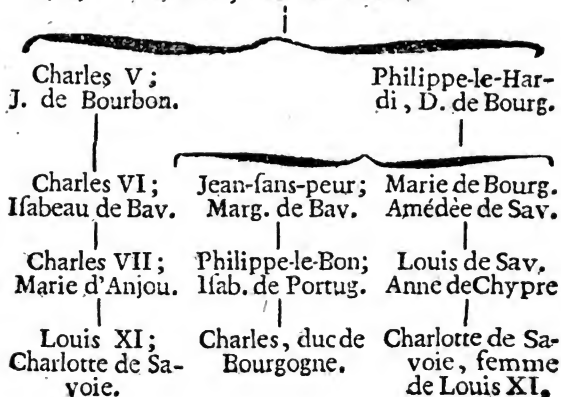 Charles V ;
J. de Bourbon.
Philippe-le-Har-
di , D. de Bourg.
Charles VI ;
Isabeau de Bav.
Jean-sans-peur ;
Marg. de Bav.
Marie de Bourg.
Amédèe de Sav.
Charles VII ;
Marie d'Anjou.
Philippe-le-Bon ;
Isab. de Portug.
Louis de Sav.
Anne de Chypre
Louis XI ;
Charlotte de Sa-
voie.
Charles, duc de
Bourgogne.
Charlotte de Sa-
voie, femme
de Louis XI.